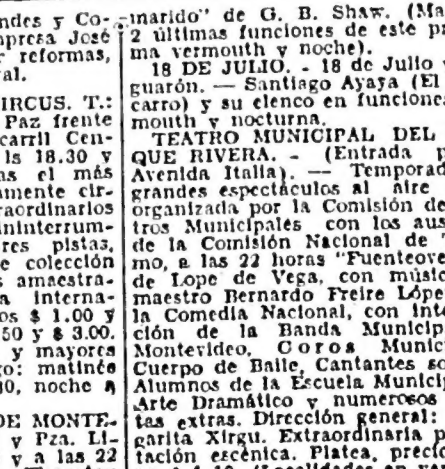 ndes y Co-
mpresa José
r reformas,
al.
IRCUS. T.:
Paz frente
carril Cen-
ls 18.30 y
as el más
amente cir-
raordinarios
ininterrum-
res pistas,
e colección
s amaestra-
a interna-
os $ 1.00 y
50 y $ 3.00.
y mayores
go: matinée
30, noche a
DE MONTE-
y Pza. Li-
y a las 22
marido" de G. B. Shaw. (Ma
2 últimas funciones de este p
ma vermouth y noche).
18 DE JULIO. - 18 de Julio
guarón. — Santiago Ayaya (El
carro) y su elenco en funcione
mouth y nocturna.
TEATRO MUNICIPAL DEL
QUE RIVERA. - (Entrada p
Avenida Italia). — Temporad
grandes espectáculos al aire
organizada por la Comisión de
tros Municipales con los aus
de la Comisión Nacional de
mo, a las 22 horas "Fuenteove
de Lope de Vega, con músic
maestro Bernardo Freire Lópe
la Comedia Nacional, con int
ción de la Banda Municip
Montevideo, Coros Munic
Cuerpo de Baile, Cantantes so
Alumnos de la Escuela Municip
Arte Dramático y numerosos
tas extras. Dirección general:
garita Xirgu. Extraordinaria p
tación escénica. Platea, preci